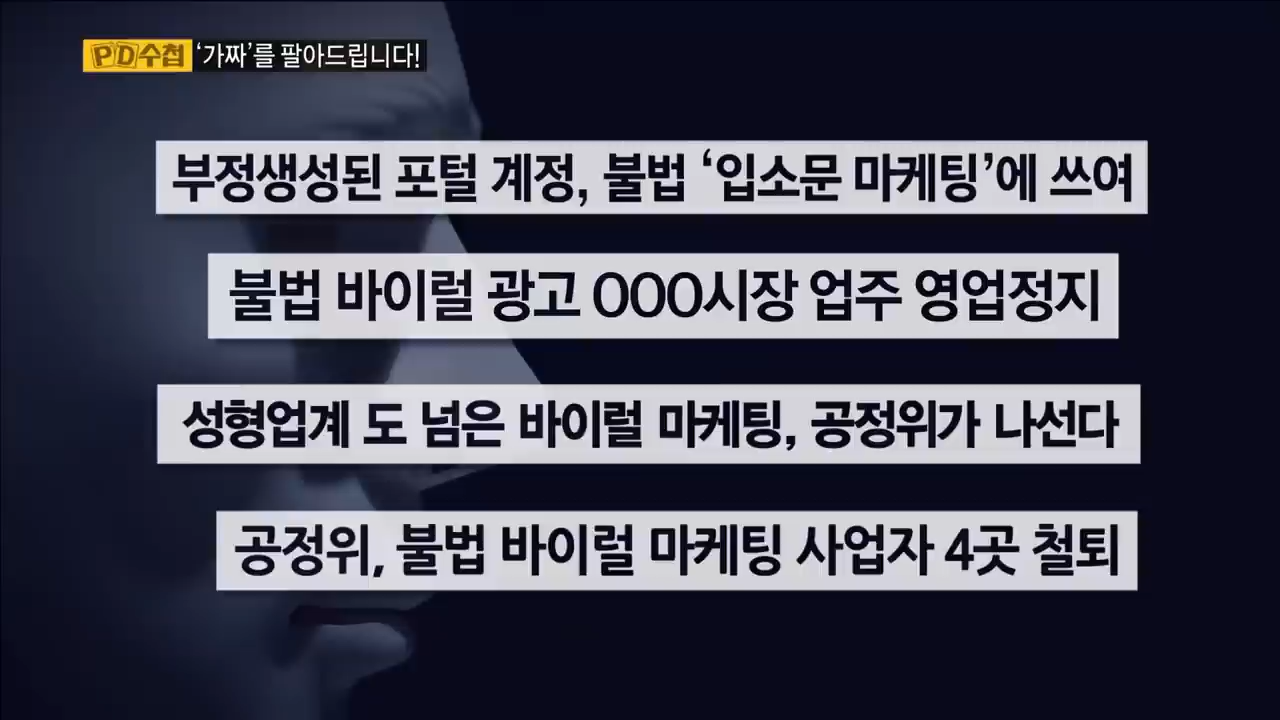 PD수첩 '가짜'를 팔아드립니다!
부정생성된 포털 계정, 불법 ‘입소문 마케팅’에 쓰여
불법 바이럴 광고 OOO시장 업주 영업정지
성형업계 도 넘은 바이럴 마케팅, 공정위가 나선다
공정위, 불법 바이럴 마케팅 사업자 4곳 철퇴